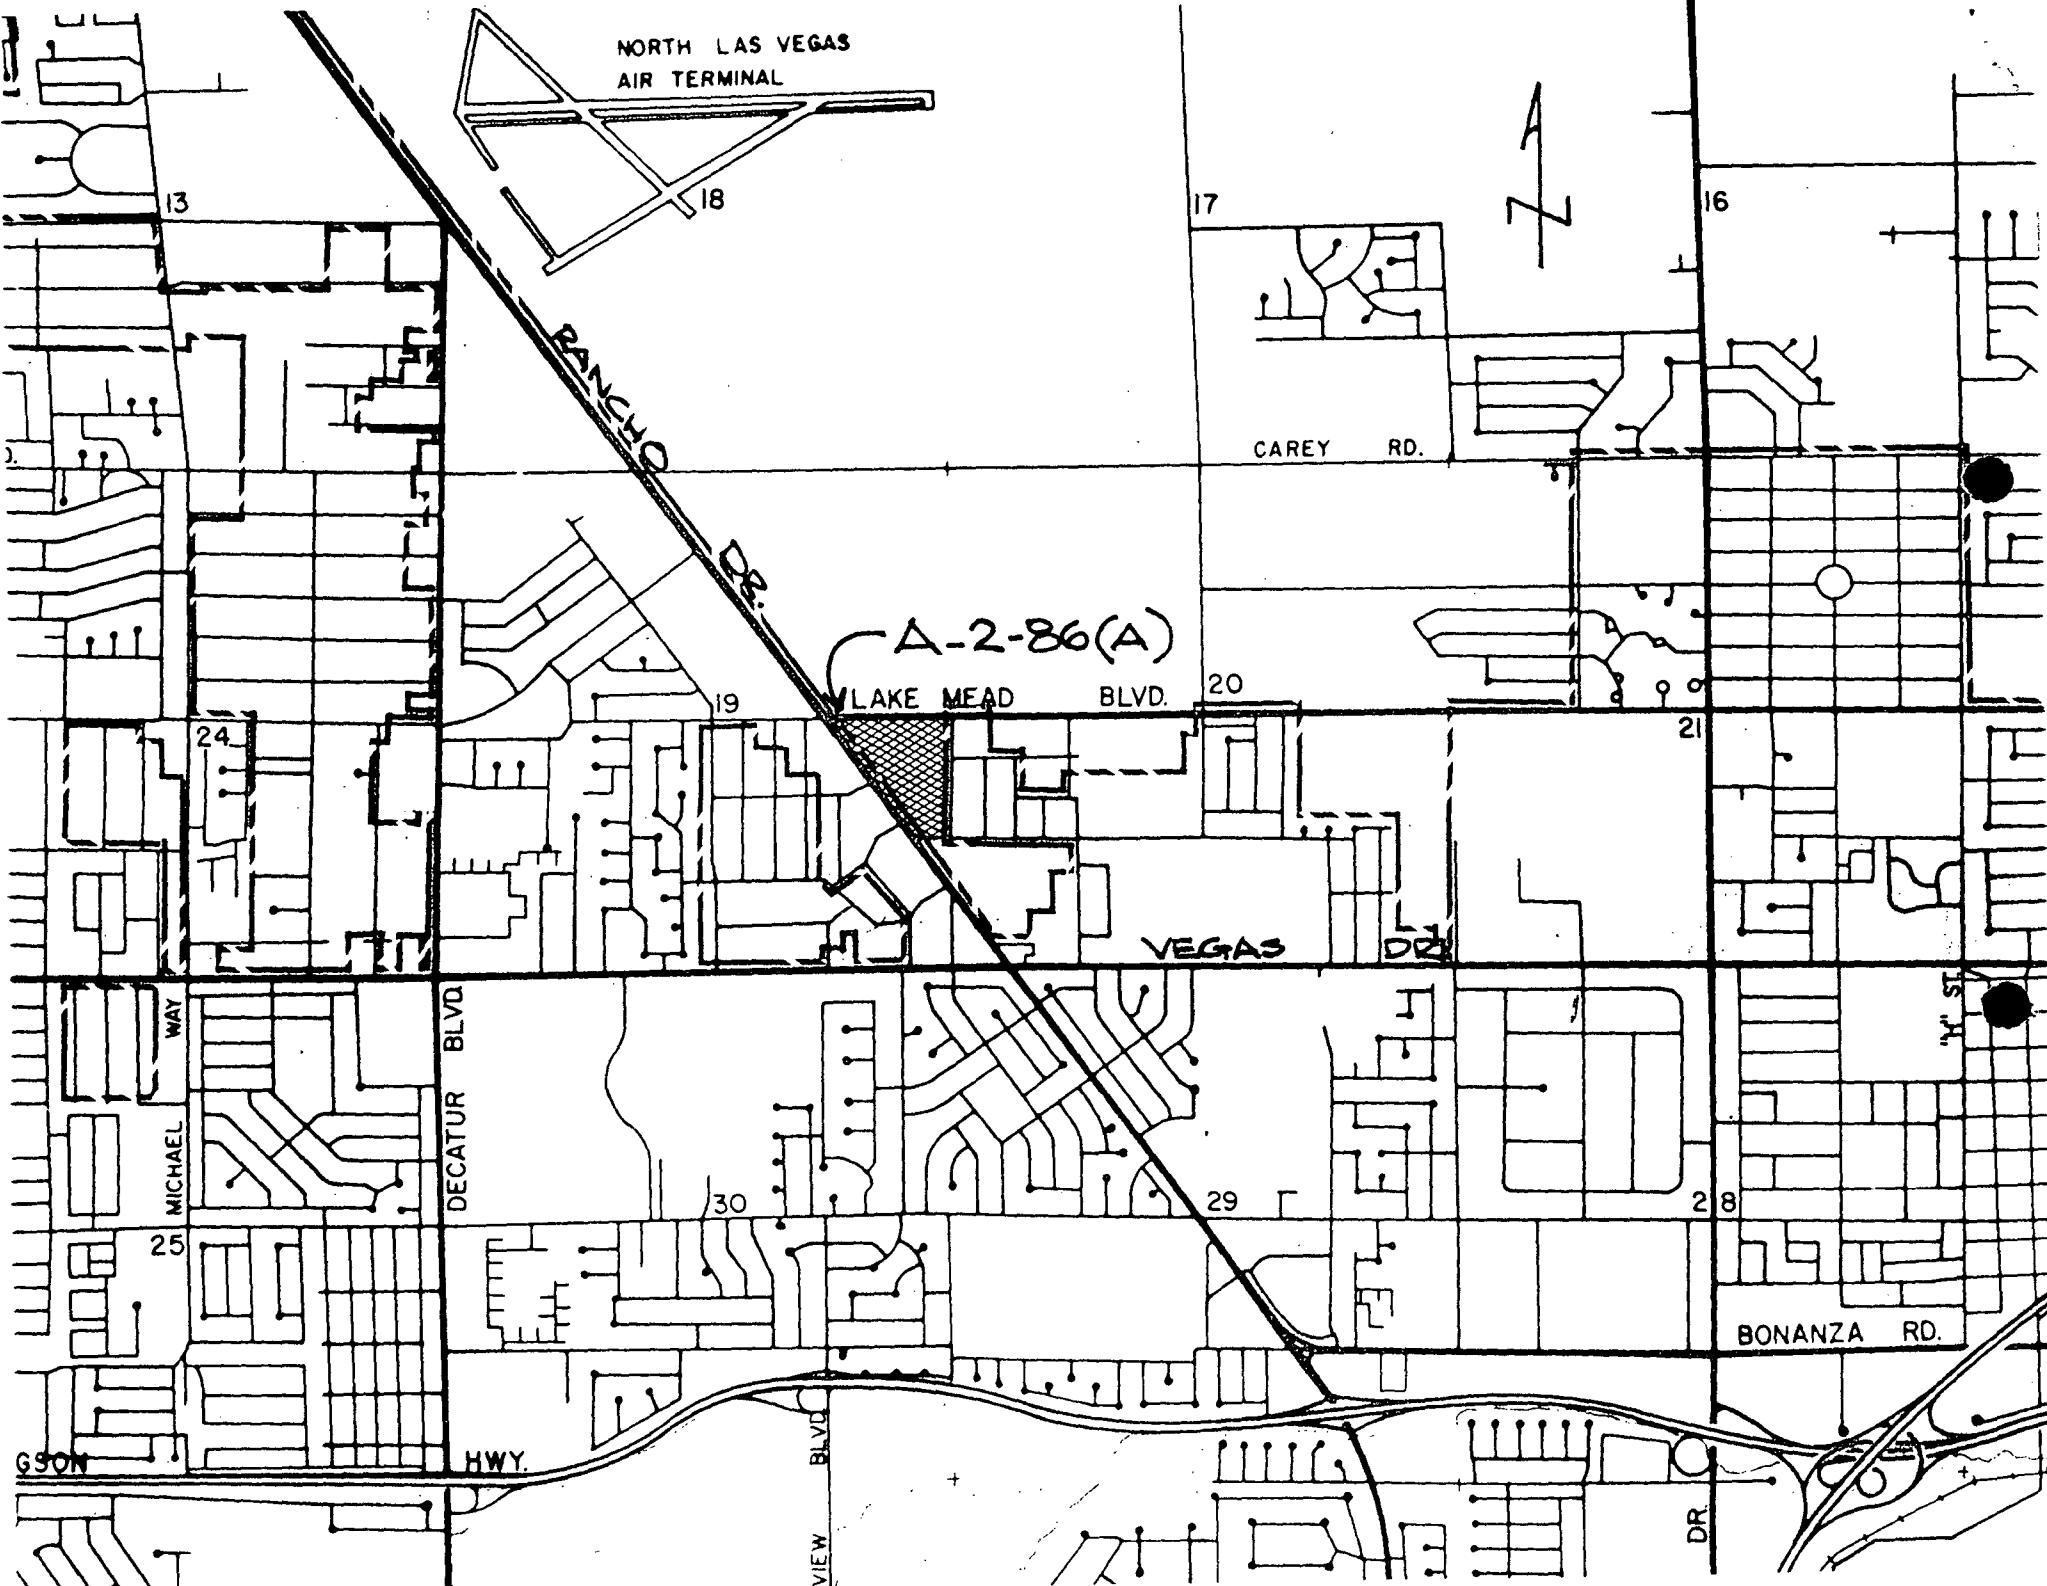 NORTH LAS VEGAS
AIR TERMINAL
13
18
17
16
N
RANCHO
DR.
CAREY RD.
A-2-86(A)
LAKE MEAD BLVD.
19
20
24
21
VEGAS DR.
WAY
BLVD.
"H" ST.
MICHAEL
DECATUR
30
29
28
25
BONANZA RD.
GSON HWY.
BLVD.
VIEW
DR.